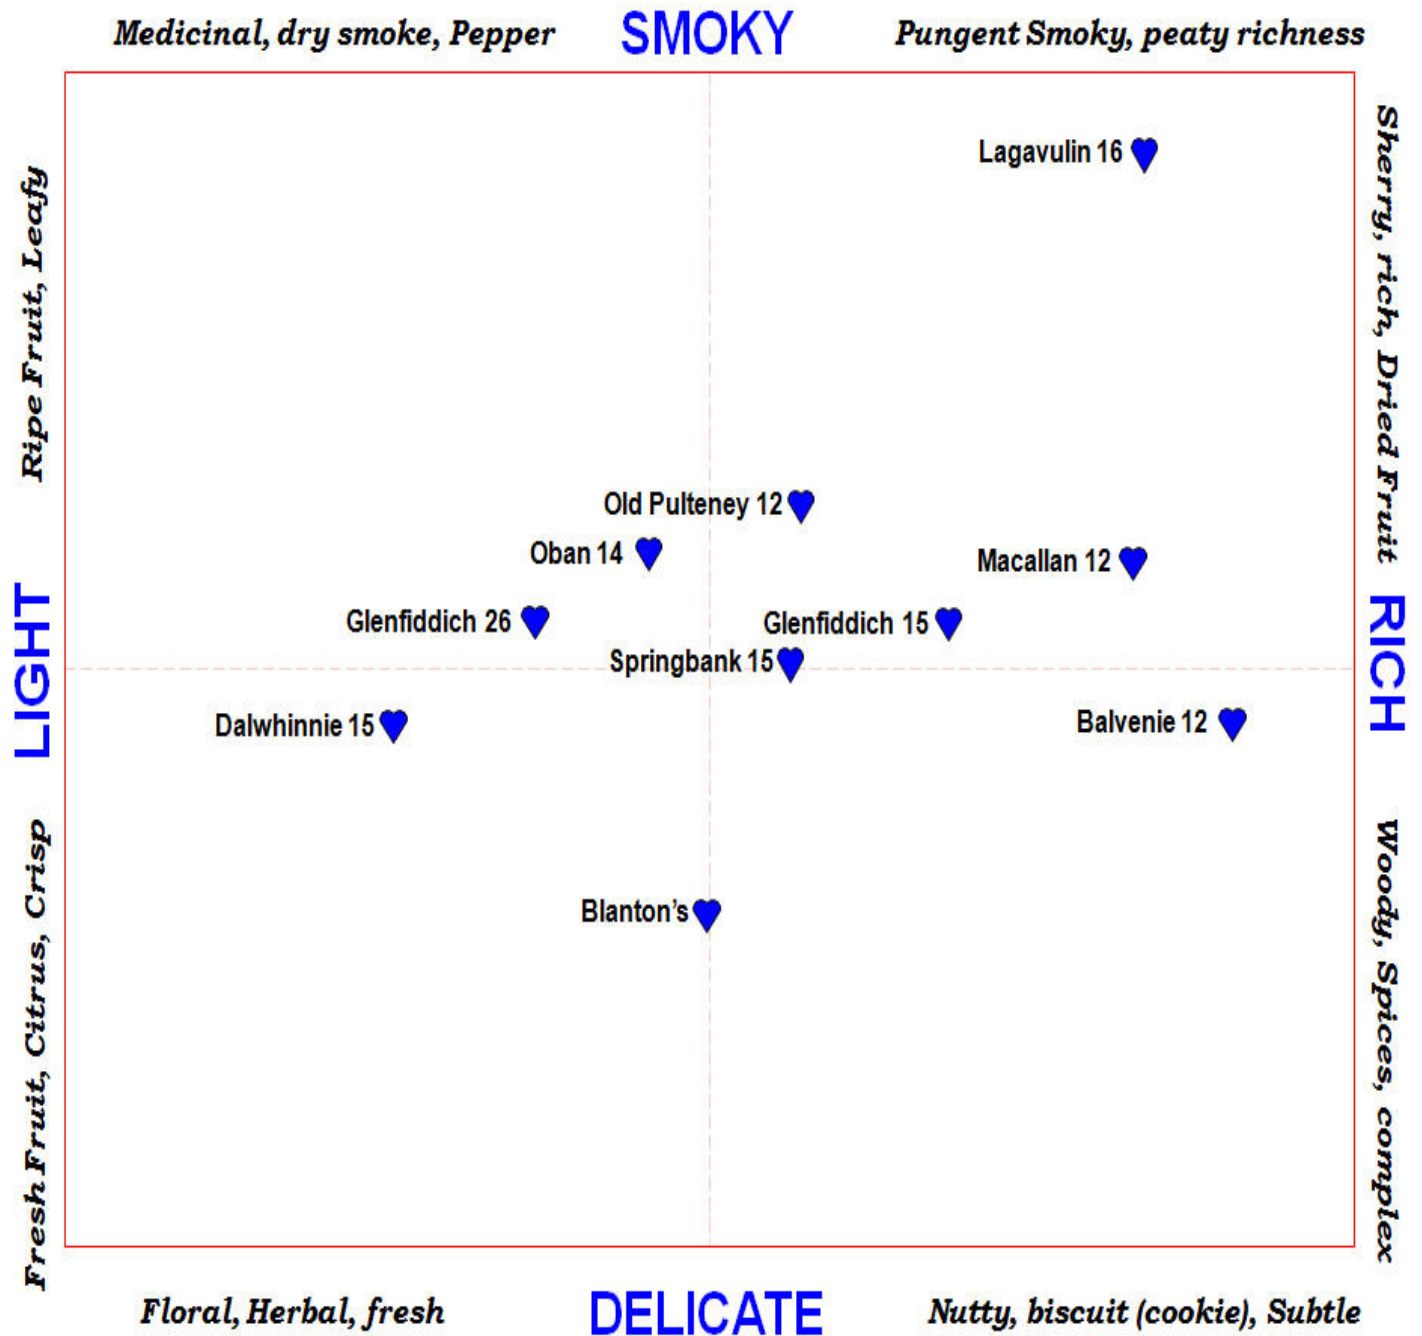 Medicinal, dry smoke, Pepper
SMOKY
Pungent Smoky, peaty richness
Ripe Fruit, Leafy
LIGHT
Fresh Fruit, Citrus, Crisp
Lagavulin 16
Old Pulteney 12
Oban 14
Macallan 12
Glenfiddich 26
Glenfiddich 15
Springbank 15
Dalwhinnie 15
Balvenie 12
Blanton’s
Sherry, rich, Dried Fruit
RICH
Woody, Spices, complex
Floral, Herbal, fresh
DELICATE
Nutty, biscuit (cookie), Subtle